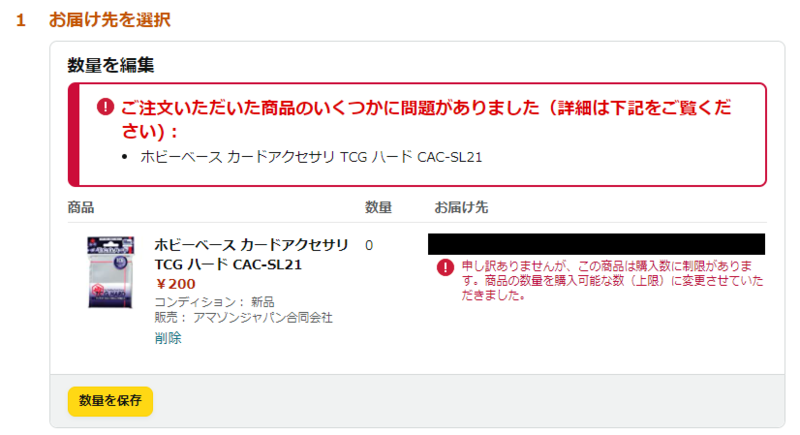 1 お届け先を選択
数量を編集
ご注文いただいた商品のいくつかに問題がありました（詳細は下記をご覧くだ
さい）：
• ホビーベース カードアクセサリ TCG ハード CAC-SL21
商品 数量 お届け先
ホビーベース カードアクセサリ 0
TCG ハード CAC-SL21
￥200
コンディション： 新品
販売： アマゾンジャパン合同会社
削除
申し訳ありませんが、この商品は購入数に制限がありま
す。商品の数量を購入可能な数（上限）に変更させていた
だきました。
数量を保存